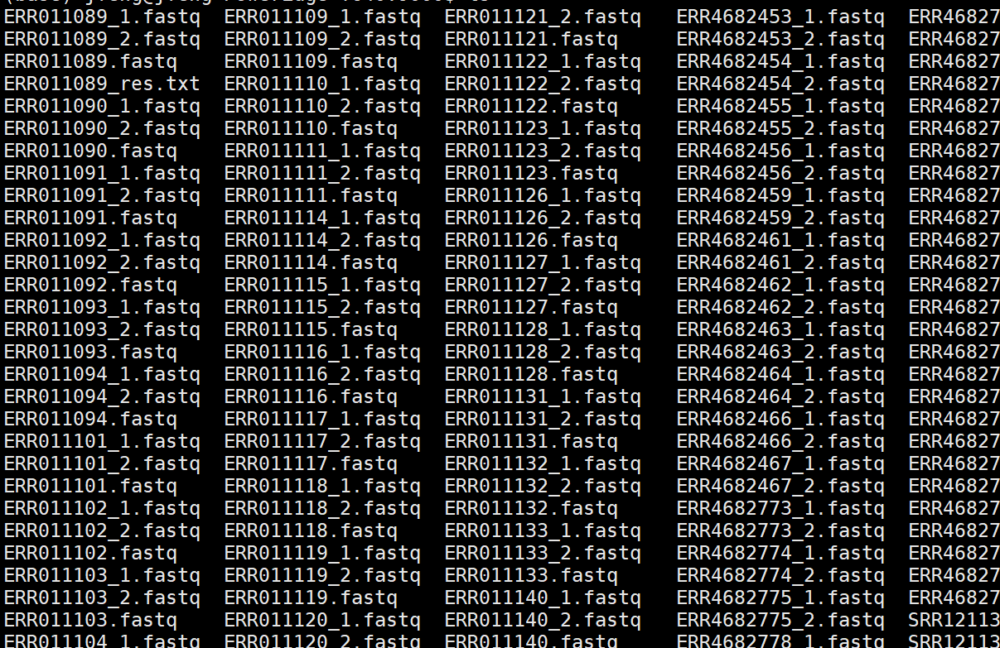 ERR011089_1.fastq  ERR011109_1.fastq  ERR011121_2.fastq   ERR4682453_1.fastq  ERR46827
ERR011089_2.fastq  ERR011109_2.fastq  ERR011121.fastq     ERR4682453_2.fastq  ERR46827
ERR011089.fastq    ERR011109.fastq    ERR011122_1.fastq   ERR4682454_1.fastq  ERR46827
ERR011089_res.txt  ERR011110_1.fastq  ERR011122_2.fastq   ERR4682454_2.fastq  ERR46827
ERR011090_1.fastq  ERR011110_2.fastq  ERR011122.fastq     ERR4682455_1.fastq  ERR46827
ERR011090_2.fastq  ERR011110.fastq    ERR011123_1.fastq   ERR4682455_2.fastq  ERR46827
ERR011090.fastq    ERR011111_1.fastq  ERR011123_2.fastq   ERR4682456_1.fastq  ERR46827
ERR011091_1.fastq  ERR011111_2.fastq  ERR011123.fastq     ERR4682456_2.fastq  ERR46827
ERR011091_2.fastq  ERR011111.fastq    ERR011126_1.fastq   ERR4682459_1.fastq  ERR46827
ERR011091.fastq    ERR011114_1.fastq  ERR011126_2.fastq   ERR4682459_2.fastq  ERR46827
ERR011092_1.fastq  ERR011114_2.fastq  ERR011126.fastq     ERR4682461_1.fastq  ERR46827
ERR011092_2.fastq  ERR011114.fastq    ERR011127_1.fastq   ERR4682461_2.fastq  ERR46827
ERR011092.fastq    ERR011115_1.fastq  ERR011127_2.fastq   ERR4682462_1.fastq  ERR46827
ERR011093_1.fastq  ERR011115_2.fastq  ERR011127.fastq     ERR4682462_2.fastq  ERR46827
ERR011093_2.fastq  ERR011115.fastq    ERR011128_1.fastq   ERR4682463_1.fastq  ERR46827
ERR011093.fastq    ERR011116_1.fastq  ERR011128_2.fastq   ERR4682463_2.fastq  ERR46827
ERR011094_1.fastq  ERR011116_2.fastq  ERR011128.fastq     ERR4682464_1.fastq  ERR46827
ERR011094_2.fastq  ERR011116.fastq    ERR011131_1.fastq   ERR4682464_2.fastq  ERR46827
ERR011094.fastq    ERR011117_1.fastq  ERR011131_2.fastq   ERR4682466_1.fastq  ERR46827
ERR011101_1.fastq  ERR011117_2.fastq  ERR011131.fastq     ERR4682466_2.fastq  ERR46827
ERR011101_2.fastq  ERR011117.fastq    ERR011132_1.fastq   ERR4682467_1.fastq  ERR46827
ERR011101.fastq    ERR011118_1.fastq  ERR011132_2.fastq   ERR4682467_2.fastq  ERR46827
ERR011102_1.fastq  ERR011118_2.fastq  ERR011132.fastq     ERR4682773_1.fastq  ERR46827
ERR011102_2.fastq  ERR011118.fastq    ERR011133_1.fastq   ERR4682773_2.fastq  ERR46827
ERR011102.fastq    ERR011119_1.fastq  ERR011133_2.fastq   ERR4682774_1.fastq  ERR46827
ERR011103_1.fastq  ERR011119_2.fastq  ERR011133.fastq     ERR4682774_2.fastq  ERR46827
ERR011103_2.fastq  ERR011119.fastq    ERR011140_1.fastq   ERR4682775_1.fastq  ERR46827
ERR011103.fastq    ERR011120_1.fastq  ERR011140_2.fastq   ERR4682775_2.fastq  SRR12113
ERR011104_1.fastq  ERR011120_2.fastq  ERR011140.fastq     ERR4682778_1.fastq  SRR12113